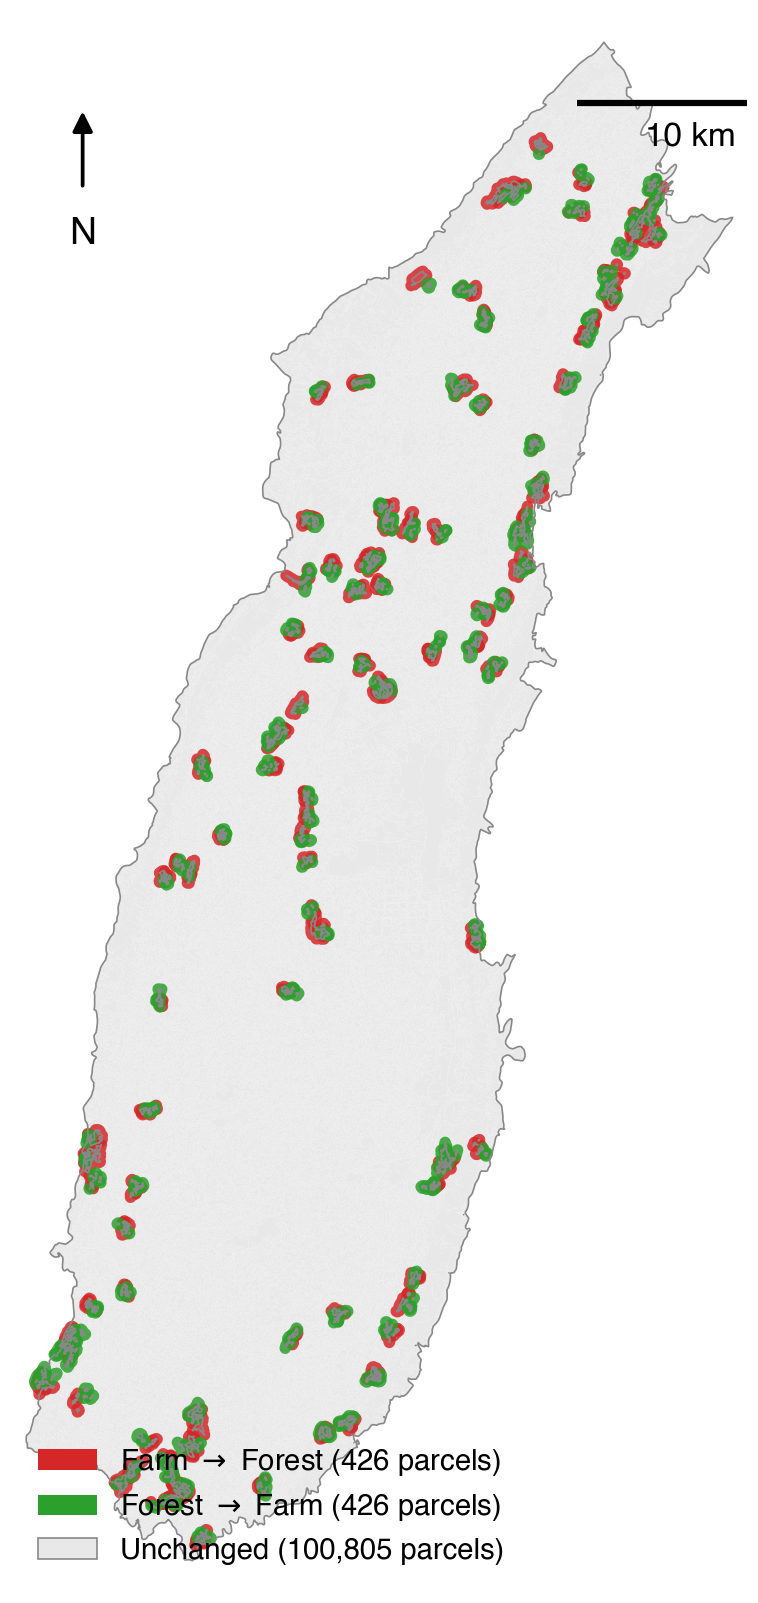 10 km
N
Farm → Forest (426 parcels)
Forest → Farm (426 parcels)
Unchanged (100,805 parcels)